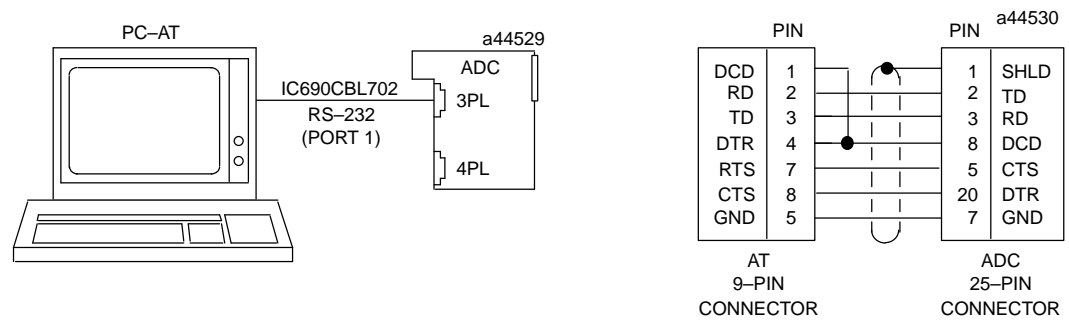 PC–AT
a44529
ADC
IC690CBL702
3PL
RS–232
(PORT 1)
4PL
a44530
PIN PIN
DCD 1 1 SHLD
RD 2 2 TD
TD 3 3 RD
DTR 4 8 DCD
RTS 7 5 CTS
CTS 8 20 DTR
GND 5 7 GND
AT
9–PIN
CONNECTOR
ADC
25–PIN
CONNECTOR